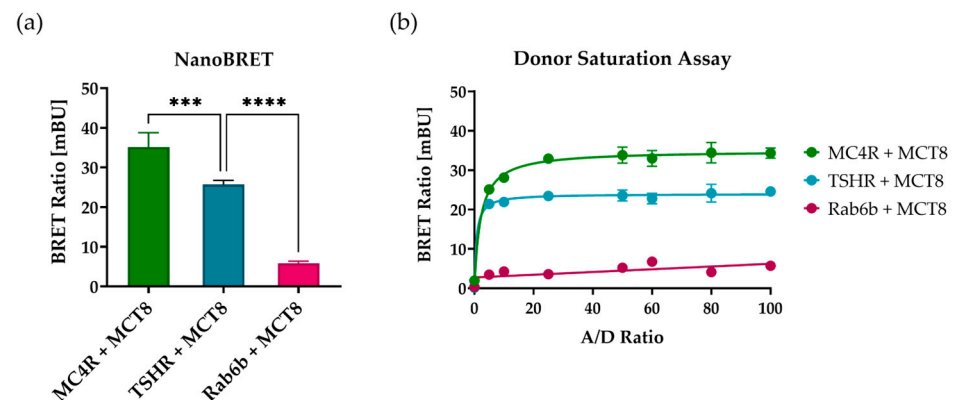 (a)
NanoBRET
BRET Ratio [mBU]
50
40
30
20
10
0
***
****
MC4R + MCT8
TSHR + MCT8
Rab6b + MCT8
(b)
Donor Saturation Assay
BRET Ratio [mBU]
50
40
30
20
10
0
0 20 40 60 80 100
A/D Ratio
MC4R + MCT8
TSHR + MCT8
Rab6b + MCT8